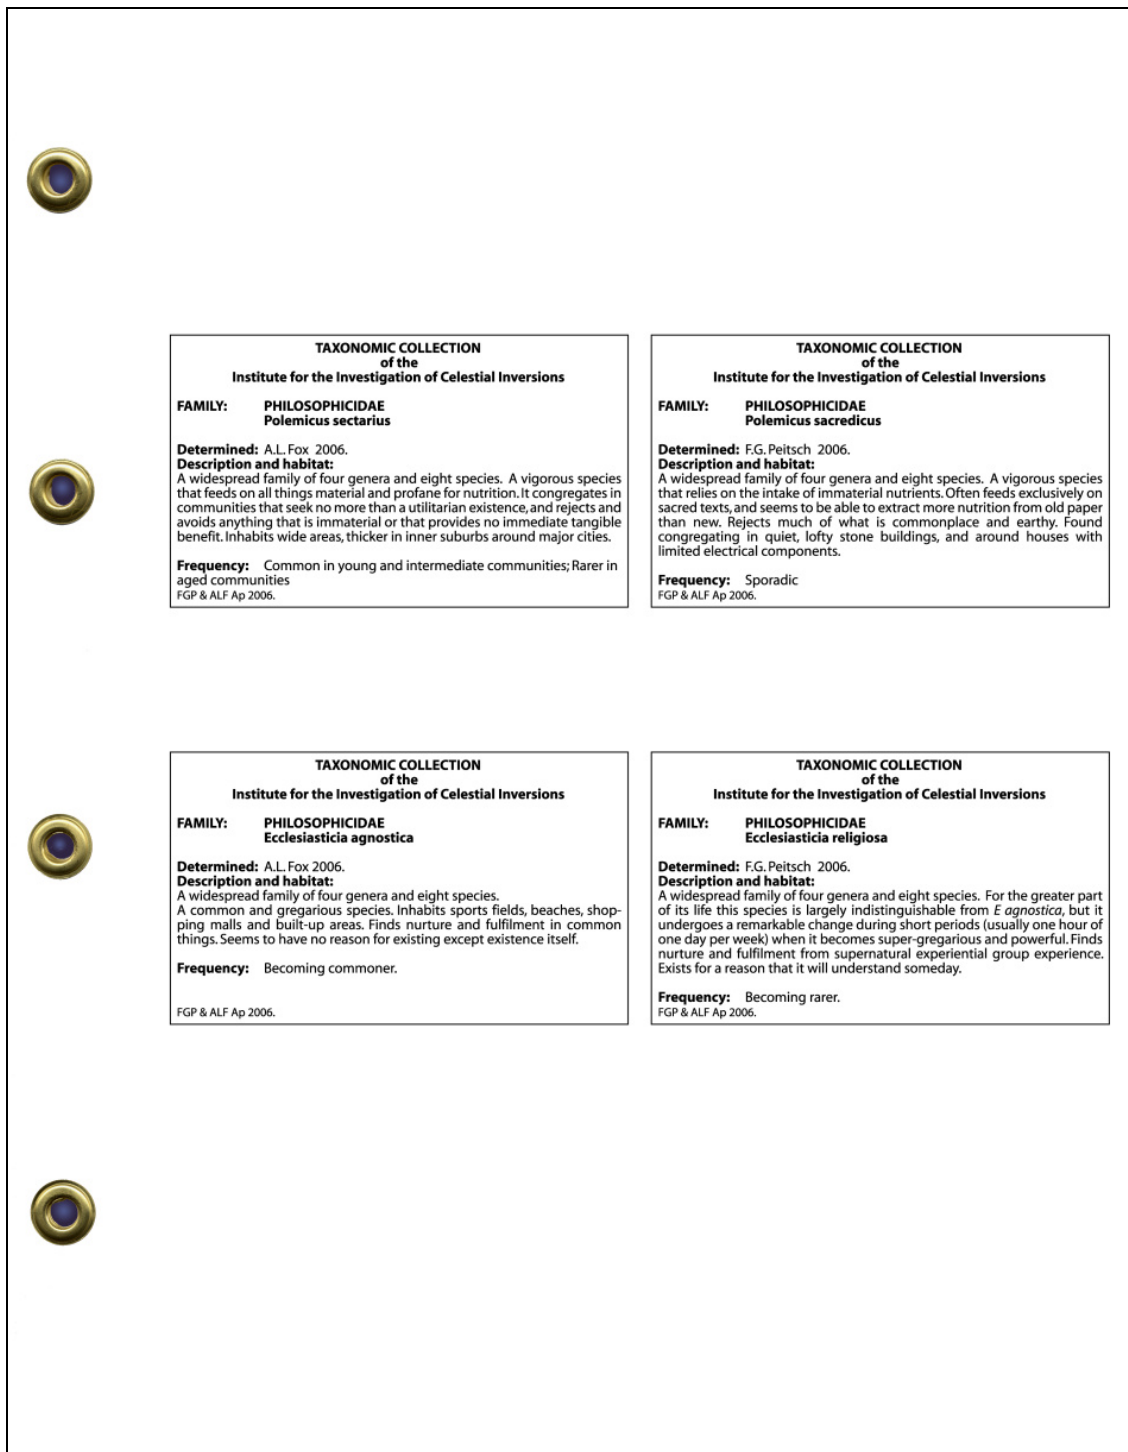 TAXONOMIC COLLECTION
of the
Institute for the Investigation of Celestial Inversions
FAMILY: PHILOSOPHICIDAE
Polemicus sectarius
Determined: A.L. Fox 2006.
Description and habitat:
A widespread family of four genera and eight species. A vigorous species
that feeds on all things material and profane for nutrition. It congregates in
communities that seek no more than a utilitarian existence, and rejects and
avoids anything that is immaterial or that provides no immediate tangible
benefit. Inhabits wide areas, thicker in inner suburbs around major cities.
Frequency: Common in young and intermediate communities; Rarer in
aged communities
FGP & ALF Ap 2006.
TAXONOMIC COLLECTION
of the
Institute for the Investigation of Celestial Inversions
FAMILY: PHILOSOPHICIDAE
Polemicus sacredicus
Determined: F.G. Peitsch 2006.
Description and habitat:
A widespread family of four genera and eight species. A vigorous species
that relies on the intake of immaterial nutrients. Often feeds exclusively on
sacred texts, and seems to be able to extract more nutrition from old paper
than new. Rejects much of what is commonplace and earthy. Found
congregating in quiet, lofty stone buildings, and around houses with
limited electrical components.
Frequency: Sporadic
FGP & ALF Ap 2006.
TAXONOMIC COLLECTION
of the
Institute for the Investigation of Celestial Inversions
FAMILY: PHILOSOPHICIDAE
Ecclesiasticia agnostica
Determined: A.L. Fox 2006.
Description and habitat:
A widespread family of four genera and eight species.
A common and gregarious species. Inhabits sports fields, beaches, shop-
ping malls and built-up areas. Finds nurture and fulfilment in common
things. Seems to have no reason for existing except existence itself.
Frequency: Becoming commoner.
FGP & ALF Ap 2006.
TAXONOMIC COLLECTION
of the
Institute for the Investigation of Celestial Inversions
FAMILY: PHILOSOPHICIDAE
Ecclesiasticia religiosa
Determined: F.G. Peitsch 2006.
Description and habitat:
A widespread family of four genera and eight species. For the greater part
of its life this species is largely indistinguishable from E agnostica, but it
undergoes a remarkable change during short periods (usually one hour of
one day per week) when it becomes super-gregarious and powerful. Finds
nurture and fulfilment from supernatural experiential group experience.
Exists for a reason that it will understand someday.
Frequency: Becoming rarer.
FGP & ALF Ap 2006.